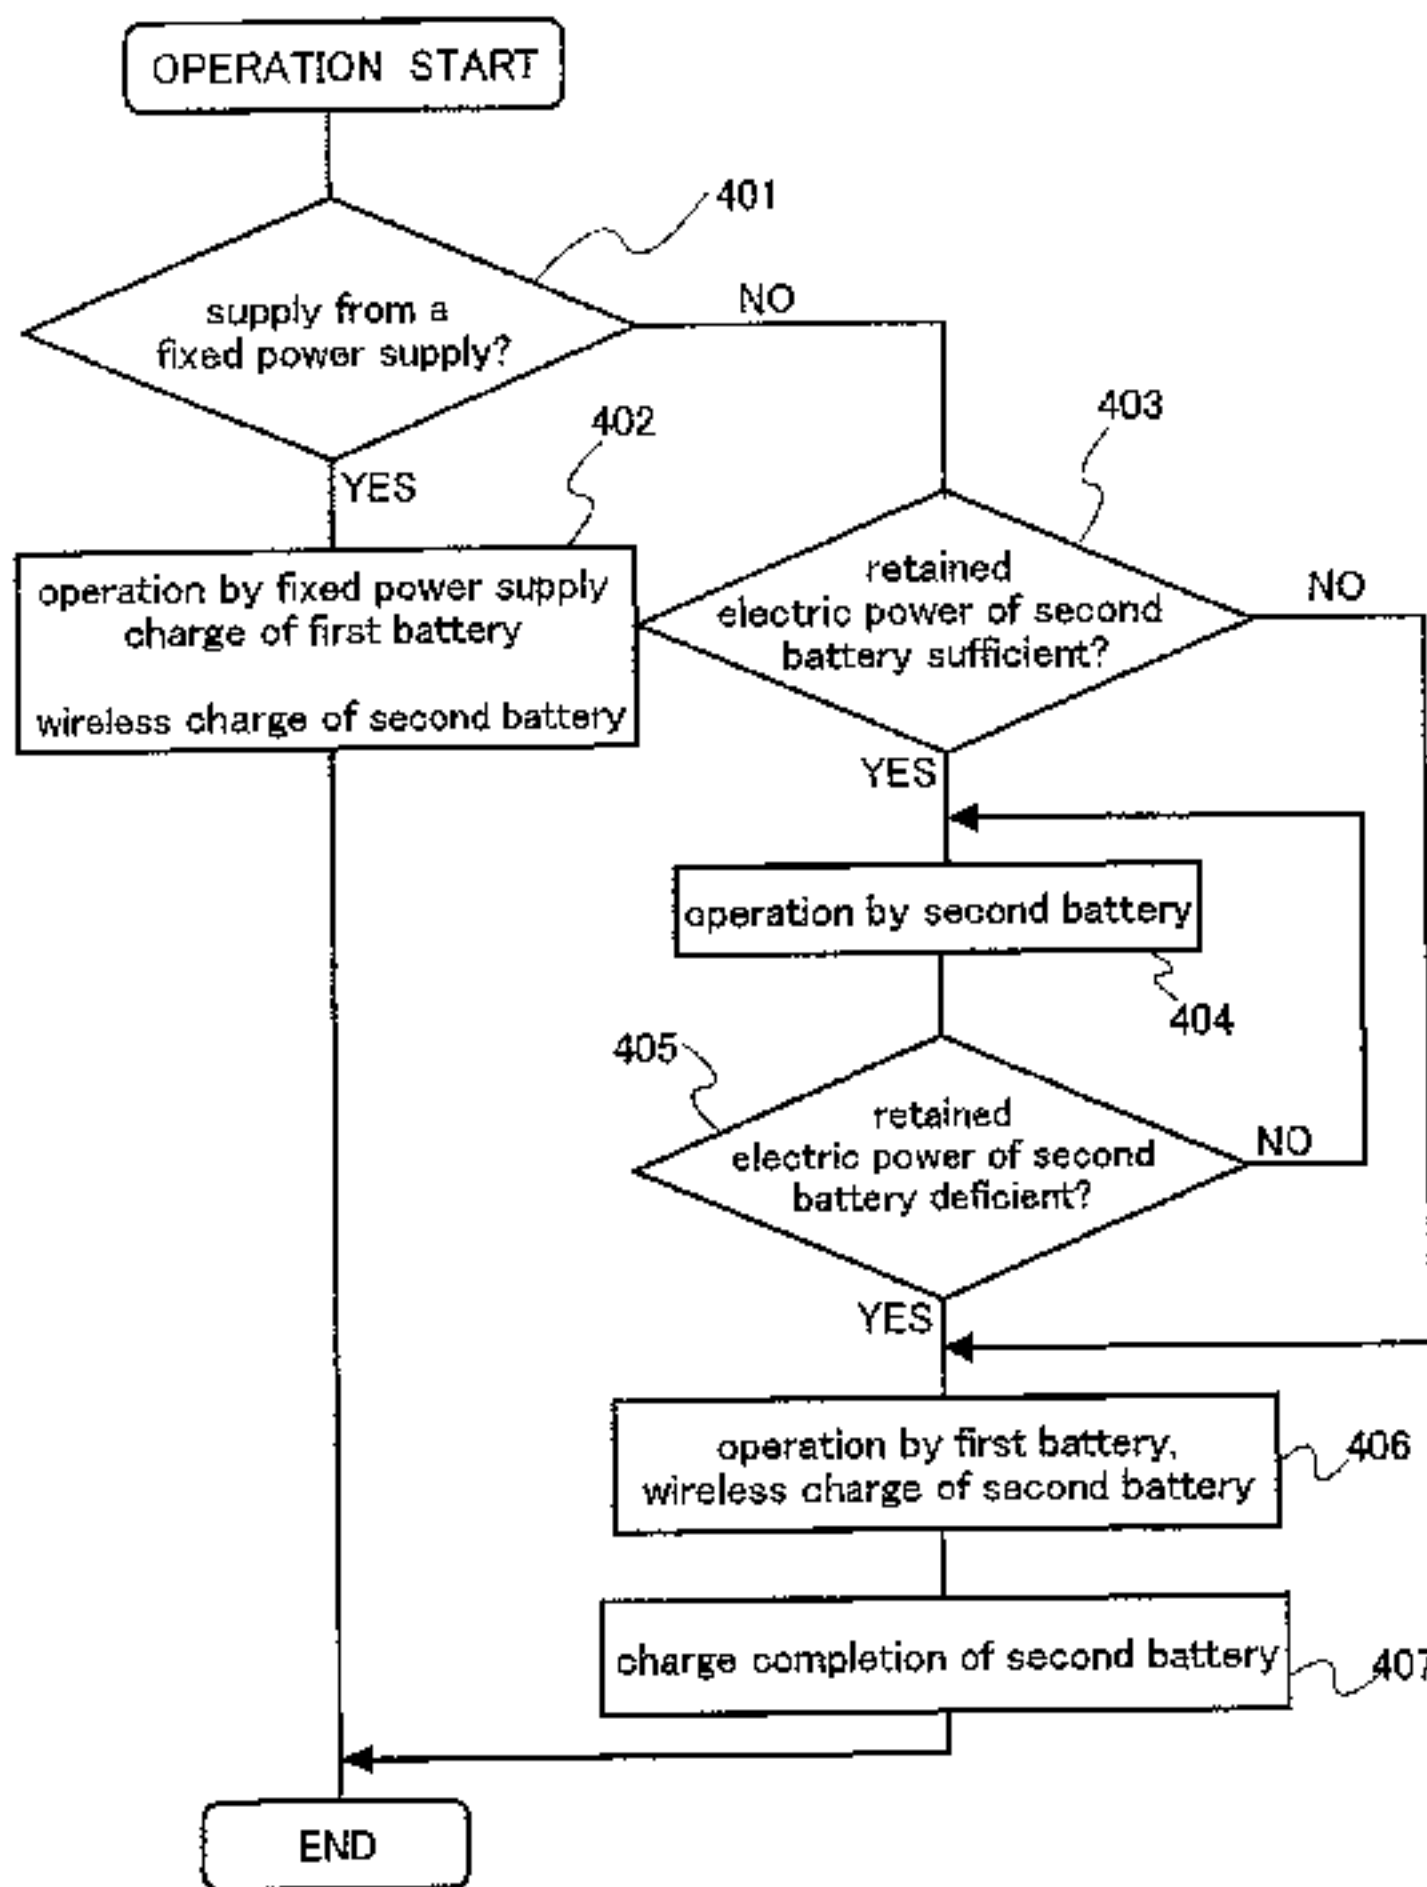 OPERATION START
401
supply from a
fixed power supply?
NO
YES
402
operation by fixed power supply
charge of first battery
wireless charge of second battery
403
retained
electric power of second
battery sufficient?
NO
YES
operation by second battery
404
405
retained
electric power of second
battery deficient?
NO
YES
operation by first battery,
wireless charge of second battery
406
charge completion of second battery
407
END